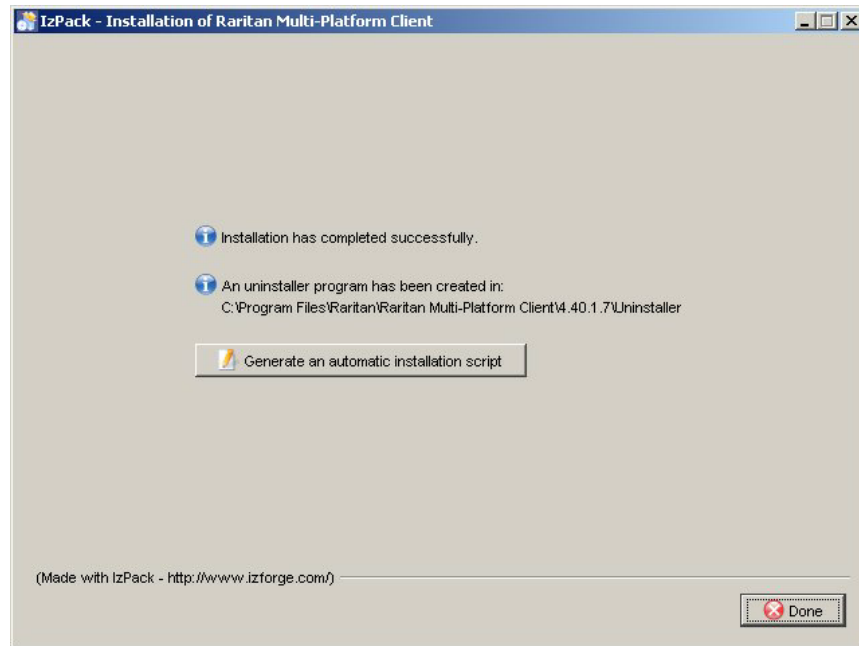 IzPack - Installation of Raritan Multi-Platform Client
Installation has completed successfully.
An uninstaller program has been created in:
C:\Program Files\Raritan\Raritan Multi-Platform Client\4.40.1.7\Uninstaller
Generate an automatic installation script
(Made with IzPack - http://www.izforge.com/)
Done